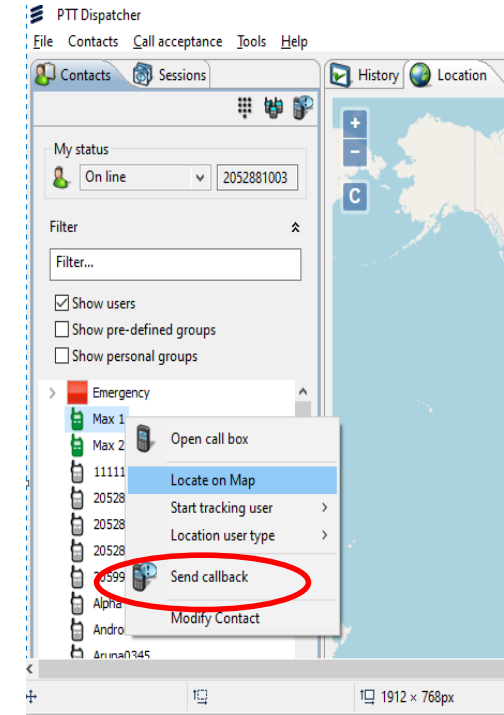 PTT Dispatcher
File Contacts Call acceptance Tools Help
Contacts Sessions History Location
My status
On line 2052881003
Filter
Filter...
Show users
Show pre-defined groups
Show personal groups
Emergency
Max 1
Max 2
11111
20528
20528
20528
20599
Alpha
Andro
Aruna0345
Open call box
Locate on Map
Start tracking user
Location user type
Send callback
Modify Contact
+
-
C
1912 × 768px